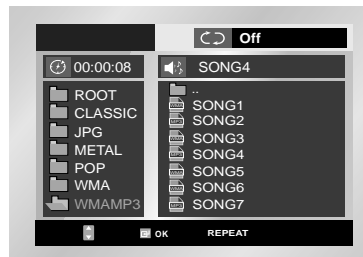 Off
00:00:08 SONG4
ROOT
CLASSIC
JPG
METAL
POP
WMA
WMAMP3
..
SONG1
SONG2
SONG3
SONG4
SONG5
SONG6
SONG7
OK REPEAT